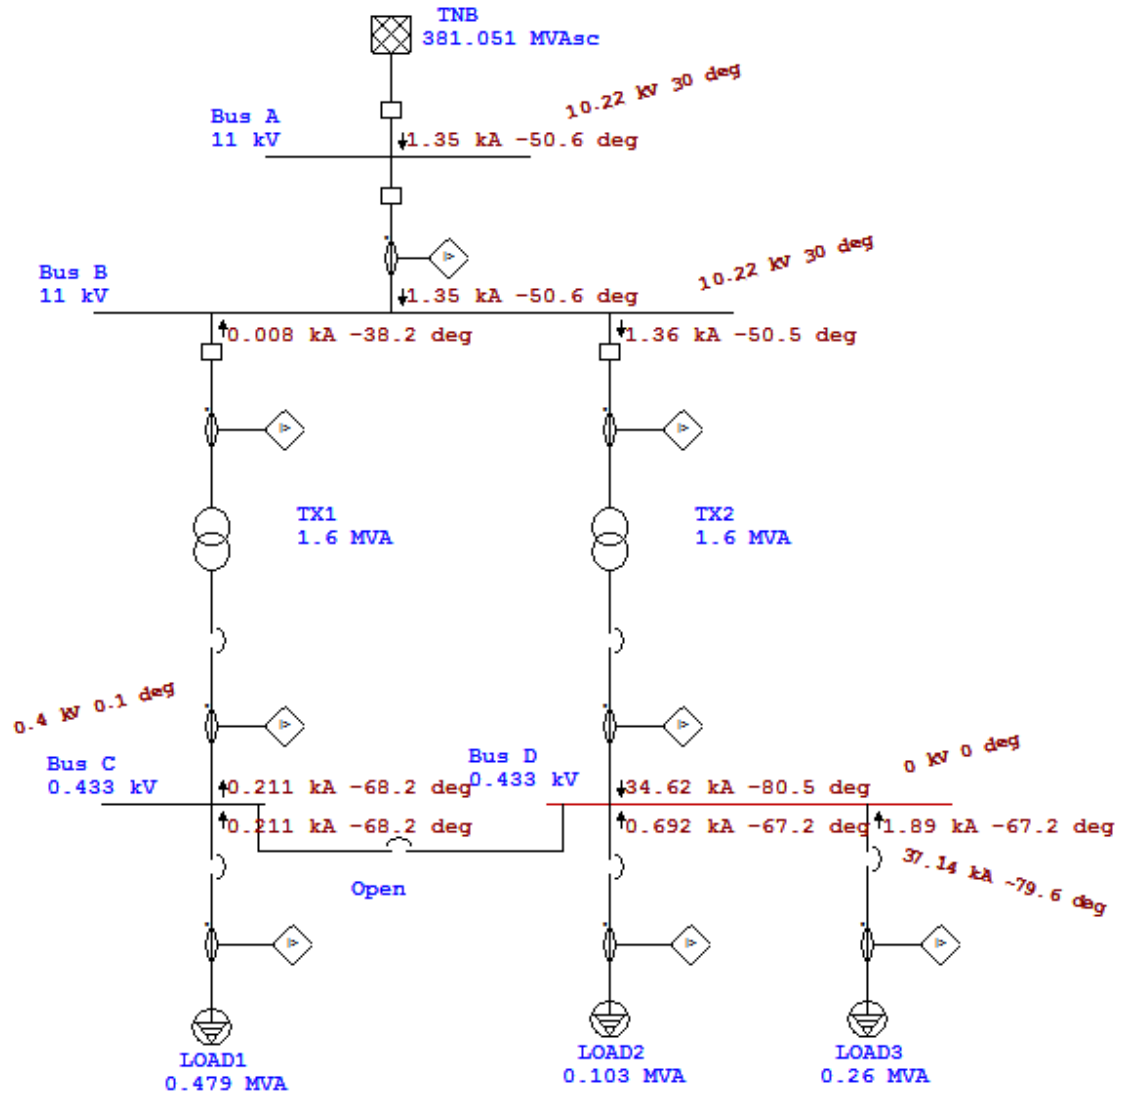 TNB
381.051 MVAsc
10.22 kV 30 deg
Bus A
11 kV
1.35 kA -50.6 deg
10.22 kV 30 deg
Bus B
11 kV
1.35 kA -50.6 deg
0.008 kA -38.2 deg
1.36 kA -50.5 deg
I>
I>
I>
TX1
1.6 MVA
TX2
1.6 MVA
0.4 kV 0.1 deg
I>
I>
Bus C
0.433 kV
Bus D
0.433 kV
0 kV 0 deg
0.211 kA -68.2 deg
34.62 kA -80.5 deg
0.211 kA -68.2 deg
0.692 kA -67.2 deg
1.89 kA -67.2 deg
37.14 kA -79.6 deg
Open
I>
I>
I>
LOAD1
0.479 MVA
LOAD2
0.103 MVA
LOAD3
0.26 MVA